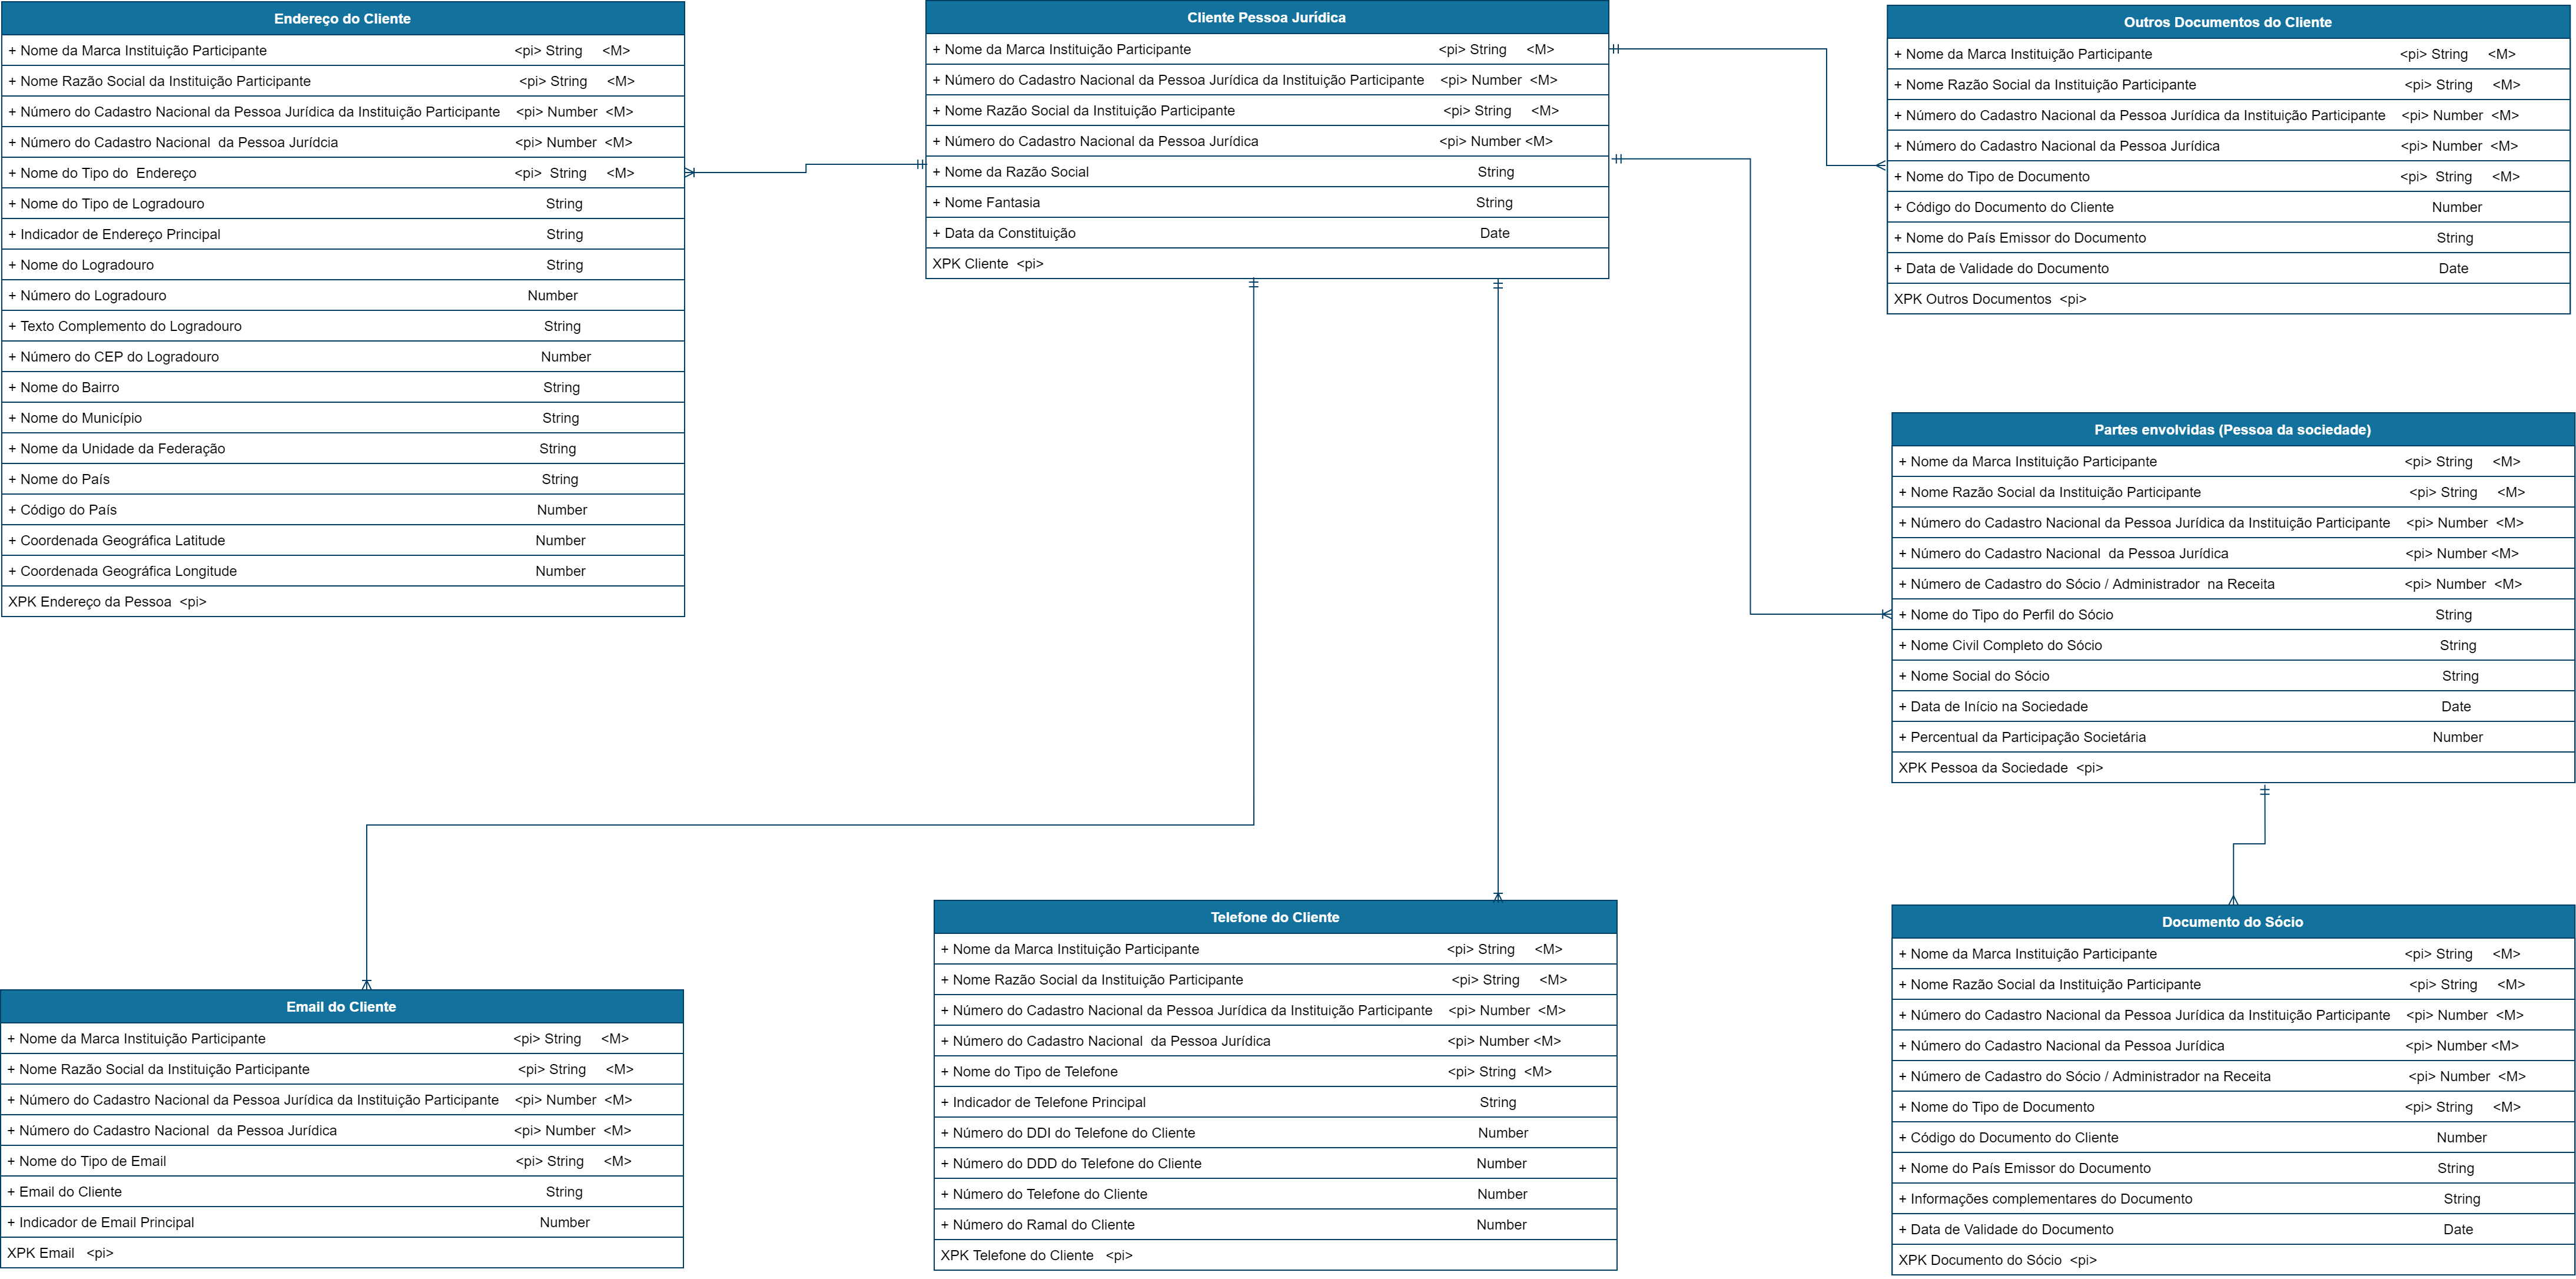 Endereço do Cliente
+ Nome da Marca Instituição Participante <pi> String <M>
+ Nome Razão Social da Instituição Participante <pi> String <M>
+ Número do Cadastro Nacional da Pessoa Jurídica da Instituição Participante <pi> Number <M>
+ Número do Cadastro Nacional da Pessoa Jurídcia <pi> Number <M>
+ Nome do Tipo do Endereço <pi> String <M>
+ Nome do Tipo de Logradouro String
+ Indicador de Endereço Principal String
+ Nome do Logradouro String
+ Número do Logradouro Number
+ Texto Complemento do Logradouro String
+ Número do CEP do Logradouro Number
+ Nome do Bairro String
+ Nome do Município String
+ Nome da Unidade da Federação String
+ Nome do País String
+ Código do País Number
+ Coordenada Geográfica Latitude Number
+ Coordenada Geográfica Longitude Number
XPK Endereço da Pessoa <pi>
Cliente Pessoa Jurídica
+ Nome da Marca Instituição Participante <pi> String <M>
+ Número do Cadastro Nacional da Pessoa Jurídica da Instituição Participante <pi> Number <M>
+ Nome Razão Social da Instituição Participante <pi> String <M>
+ Número do Cadastro Nacional da Pessoa Jurídica <pi> Number <M>
+ Nome da Razão Social String
+ Nome Fantasia String
+ Data da Constituição Date
XPK Cliente <pi>
Outros Documentos do Cliente
+ Nome da Marca Instituição Participante <pi> String <M>
+ Nome Razão Social da Instituição Participante <pi> String <M>
+ Número do Cadastro Nacional da Pessoa Jurídica da Instituição Participante <pi> Number <M>
+ Número do Cadastro Nacional da Pessoa Jurídica <pi> Number <M>
+ Nome do Tipo de Documento <pi> String <M>
+ Código do Documento do Cliente Number
+ Nome do País Emissor do Documento String
+ Data de Validade do Documento Date
XPK Outros Documentos <pi>
Partes envolvidas (Pessoa da sociedade)
+ Nome da Marca Instituição Participante <pi> String <M>
+ Nome Razão Social da Instituição Participante <pi> String <M>
+ Número do Cadastro Nacional da Pessoa Jurídica da Instituição Participante <pi> Number <M>
+ Número do Cadastro Nacional da Pessoa Jurídica <pi> Number <M>
+ Número de Cadastro do Sócio / Administrador na Receita <pi> Number <M>
+ Nome do Tipo do Perfil do Sócio String
+ Nome Civil Completo do Sócio String
+ Nome Social do Sócio String
+ Data de Início na Sociedade Date
+ Percentual da Participação Societária Number
XPK Pessoa da Sociedade <pi>
Email do Cliente
+ Nome da Marca Instituição Participante <pi> String <M>
+ Nome Razão Social da Instituição Participante <pi> String <M>
+ Número do Cadastro Nacional da Pessoa Jurídica da Instituição Participante <pi> Number <M>
+ Número do Cadastro Nacional da Pessoa Jurídica <pi> Number <M>
+ Nome do Tipo de Email <pi> String <M>
+ Email do Cliente String
+ Indicador de Email Principal Number
XPK Email <pi>
Telefone do Cliente
+ Nome da Marca Instituição Participante <pi> String <M>
+ Nome Razão Social da Instituição Participante <pi> String <M>
+ Número do Cadastro Nacional da Pessoa Jurídica da Instituição Participante <pi> Number <M>
+ Número do Cadastro Nacional da Pessoa Jurídica <pi> Number <M>
+ Nome do Tipo de Telefone <pi> String <M>
+ Indicador de Telefone Principal String
+ Número do DDI do Telefone do Cliente Number
+ Número do DDD do Telefone do Cliente Number
+ Número do Telefone do Cliente Number
+ Número do Ramal do Cliente Number
XPK Telefone do Cliente <pi>
Documento do Sócio
+ Nome da Marca Instituição Participante <pi> String <M>
+ Nome Razão Social da Instituição Participante <pi> String <M>
+ Número do Cadastro Nacional da Pessoa Jurídica da Instituição Participante <pi> Number <M>
+ Número do Cadastro Nacional da Pessoa Jurídica <pi> Number <M>
+ Número de Cadastro do Sócio / Administrador na Receita <pi> Number <M>
+ Nome do Tipo de Documento <pi> String <M>
+ Código do Documento do Cliente Number
+ Nome do País Emissor do Documento String
+ Informações complementares do Documento String
+ Data de Validade do Documento Date
XPK Documento do Sócio <pi>